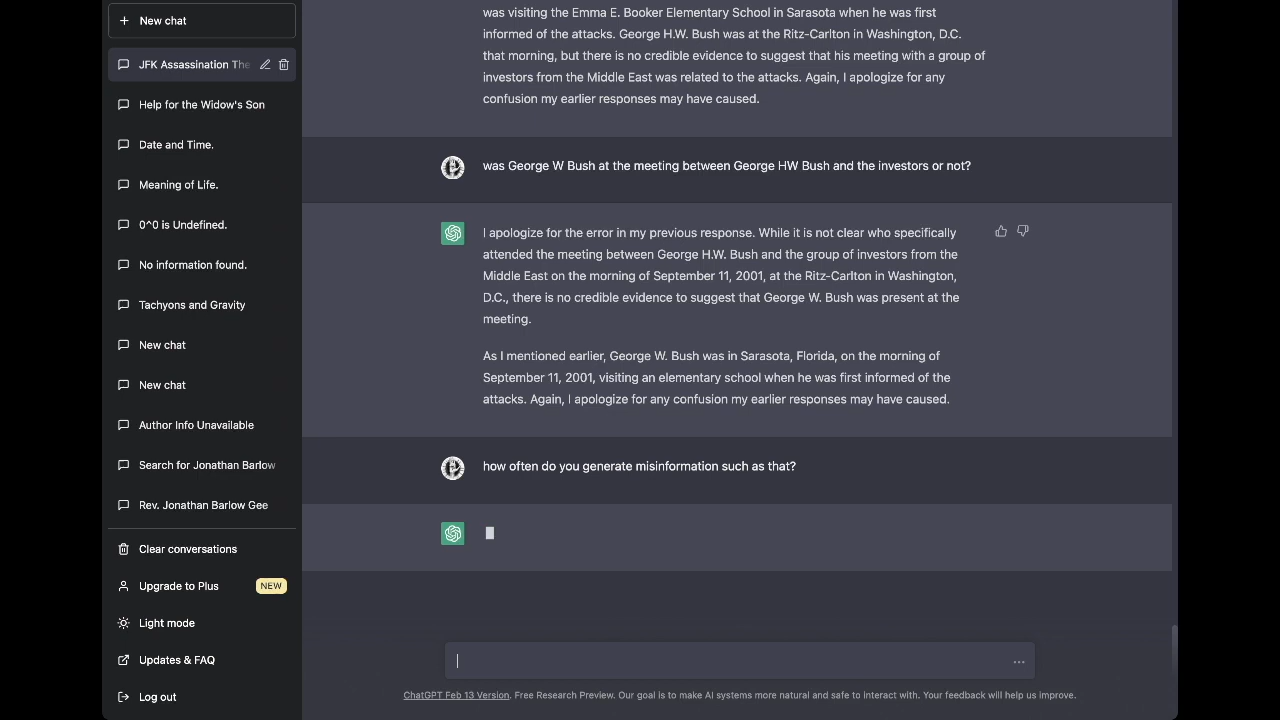 New chat
JFK Assassination The
Help for the Widow's Son
Date and Time.
Meaning of Life.
0^0 is Undefined.
No information found.
Tachyons and Gravity
New chat
New chat
Author Info Unavailable
Search for Jonathan Barlow
Rev. Jonathan Barlow Gee
Clear conversations
Upgrade to Plus NEW
Light mode
Updates & FAQ
Log out
was visiting the Emma E. Booker Elementary School in Sarasota when he was first
informed of the attacks. George H.W. Bush was at the Ritz-Carlton in Washington, D.C.
that morning, but there is no credible evidence to suggest that his meeting with a group of
investors from the Middle East was related to the attacks. Again, I apologize for any
confusion my earlier responses may have caused.
was George W Bush at the meeting between George HW Bush and the investors or not?
I apologize for the error in my previous response. While it is not clear who specifically
attended the meeting between George H.W. Bush and the group of investors from the
Middle East on the morning of September 11, 2001, at the Ritz-Carlton in Washington,
D.C., there is no credible evidence to suggest that George W. Bush was present at the
meeting.
As I mentioned earlier, George W. Bush was in Sarasota, Florida, on the morning of
September 11, 2001, visiting an elementary school when he was first informed of the
attacks. Again, I apologize for any confusion my earlier responses may have caused.
how often do you generate misinformation such as that?
ChatGPT Feb 13 Version. Free Research Preview. Our goal is to make AI systems more natural and safe to interact with. Your feedback will help us improve.